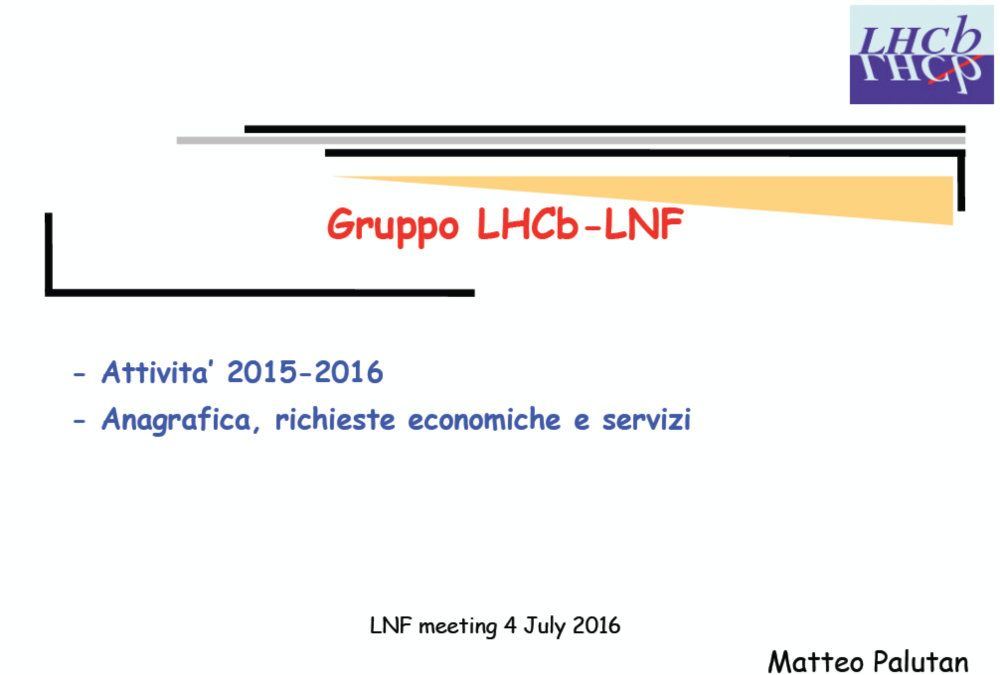 LHCb
LHCb
Gruppo LHCb-LNF
- Attivita’ 2015-2016
- Anagrafica, richieste economiche e servizi
LNF meeting 4 July 2016
Matteo Palutan